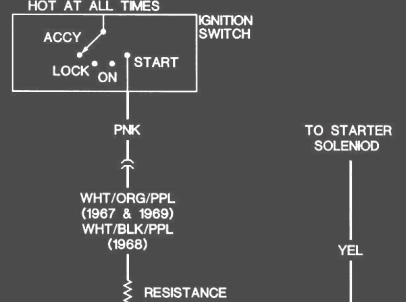 HOT AT ALL TIMES
IGNITION
SWITCH
ACCY
START
LOCK
ON
PNK
TO STARTER
SOLENIOD
WHT/ORG/PPL
(1967 & 1969)
WHT/BLK/PPL
(1968)
YEL
RESISTANCE